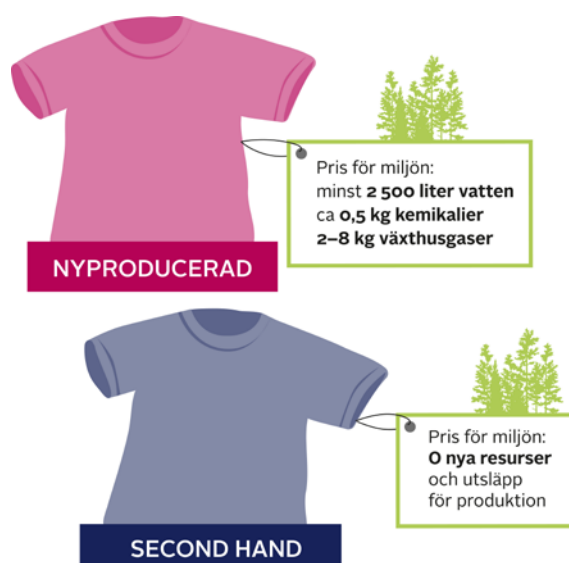 Pris för miljön:
minst 2 500 liter vatten
ca 0,5 kg kemikalier
2–8 kg växthusgaser
NYPRODUCERAD
Pris för miljön:
0 nya resurser
och utsläpp
för produktion
SECOND HAND